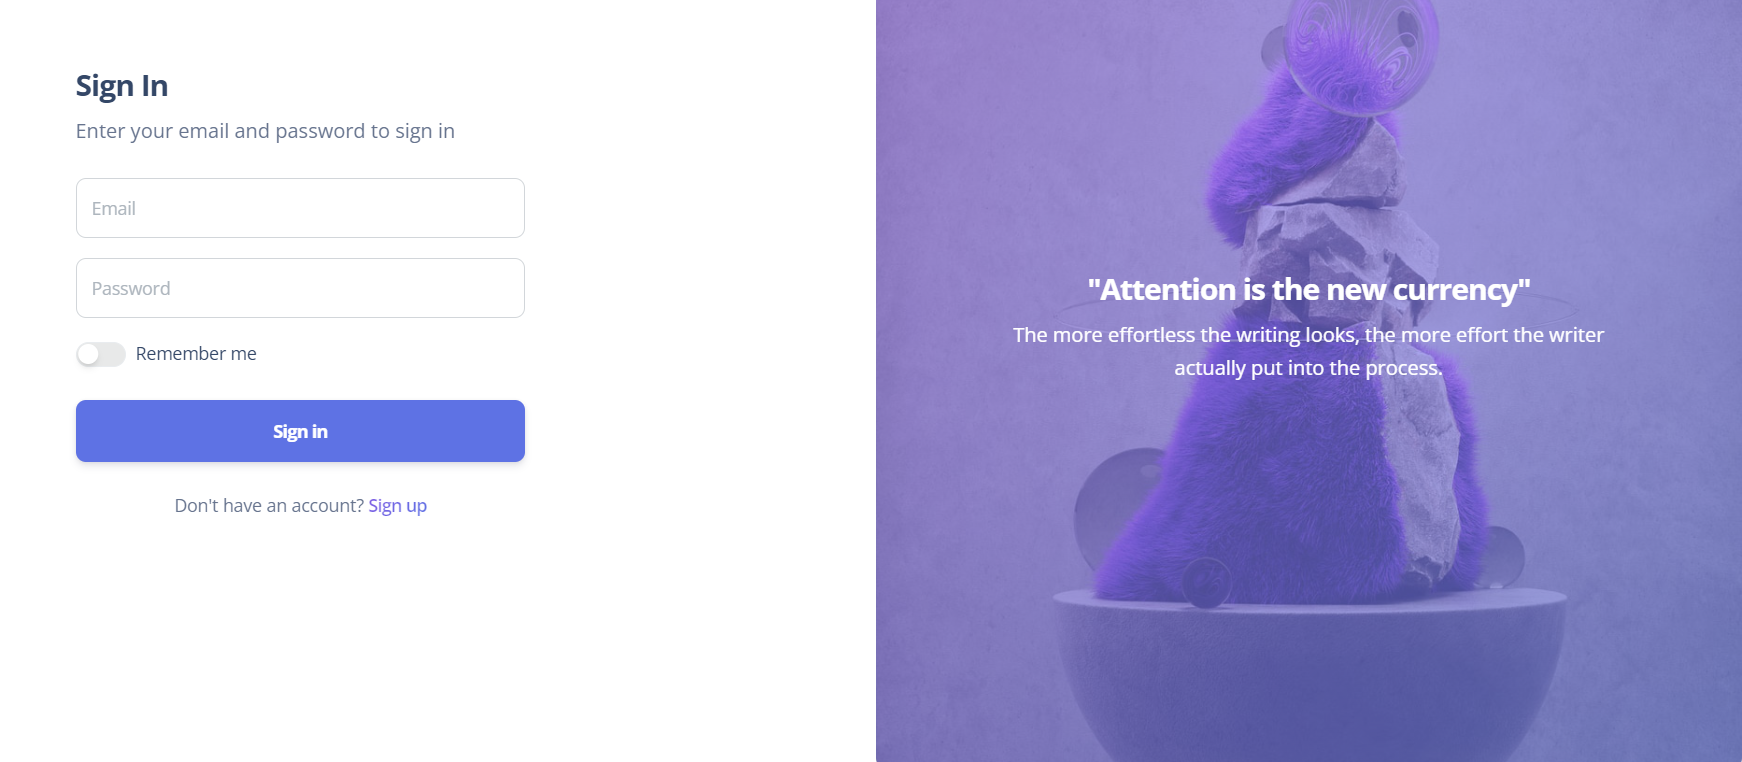 Sign In
Enter your email and password to sign in
Email
Password
Remember me
Sign in
Don't have an account? Sign up
"Attention is the new currency"
The more effortless the writing looks, the more effort the writer
actually put into the process.